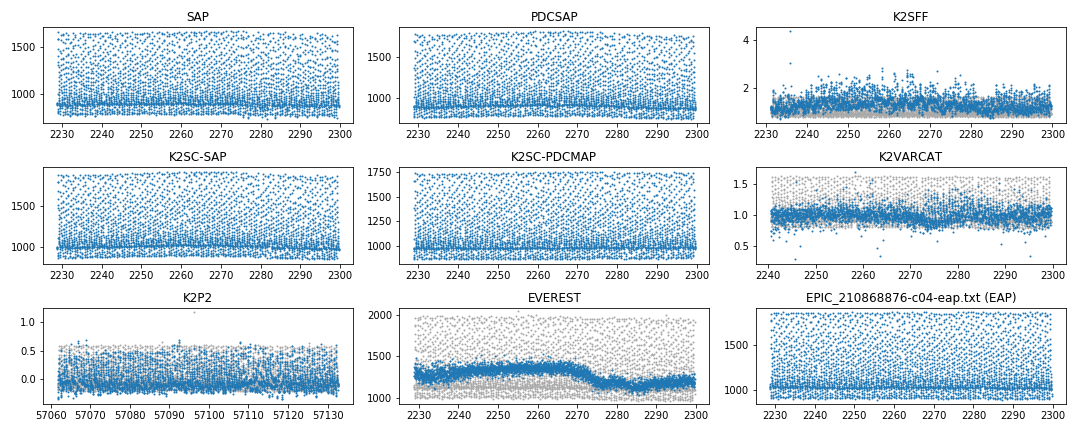 SAP PDCSAP K2SFF
1500
1000
2230 2240 2250 2260 2270 2280 2290 2300
1500
1000
2230 2240 2250 2260 2270 2280 2290 2300
4
2
2230 2240 2250 2260 2270 2280 2290 2300
K2SC-SAP K2SC-PDCMAP K2VARCAT
1500
1000
2230 2240 2250 2260 2270 2280 2290 2300
1750
1500
1250
1000
2230 2240 2250 2260 2270 2280 2290 2300
1.5
1.0
0.5
2240 2250 2260 2270 2280 2290 2300
K2P2 EVEREST EPIC_210868876-c04-eap.txt (EAP)
1.0
0.5
0.0
57060 57070 57080 57090 57100 57110 57120 57130
2000
1500
1000
2230 2240 2250 2260 2270 2280 2290 2300
1500
1000
2230 2240 2250 2260 2270 2280 2290 2300